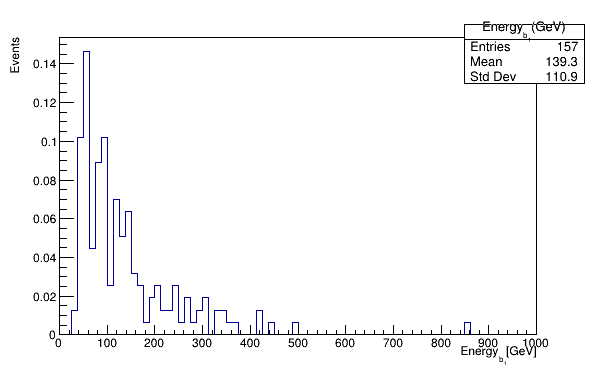 Energy_b_1 (GeV)
Entries 157
Mean 139.3
Std Dev 110.9
Events
0.14
0.12
0.1
0.08
0.06
0.04
0.02
0
0 100 200 300 400 500 600 700 800 900 1000
Energy_b_1 [GeV]